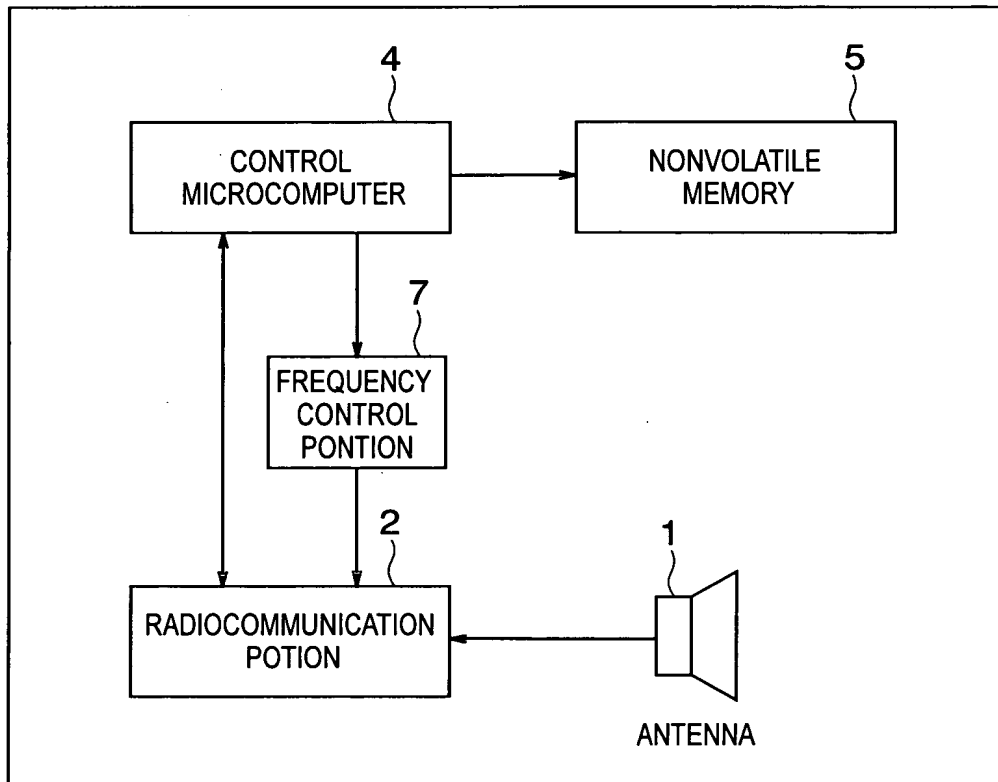 4
CONTROL
MICROCOMPUTER
5
NONVOLATILE
MEMORY
7
FREQUENCY
CONTROL
PONTION
2
RADIOCOMMUNICATION
POTION
1
ANTENNA